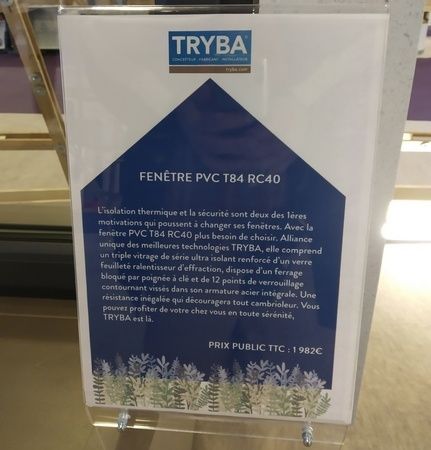 TRYBA
CONCEPTEUR · FABRICANT · INSTALLATEUR
tryba.com
FENÊTRE PVC T84 RC40
L'isolation thermique et la sécurité sont deux des 1ères
motivations qui poussent à changer ses fenêtres. Avec la
fenêtre PVC T84 RC40 plus besoin de choisir. Alliance
unique des meilleures technologies TRYBA, elle comprend
un triple vitrage de série ultra isolant renforcé d'un verre
feuilleté ralentisseur d'effraction, dispose d'un ferrage
bloqué par poignée à clé et de 12 points de verrouillage
contournant vissés dans son armature acier intégrale. Une
résistance inégalée qui découragera tout cambrioleur. Vous
pouvez profiter de votre chez vous en toute sérénité,
TRYBA est là.
PRIX PUBLIC TTC : 1 982€